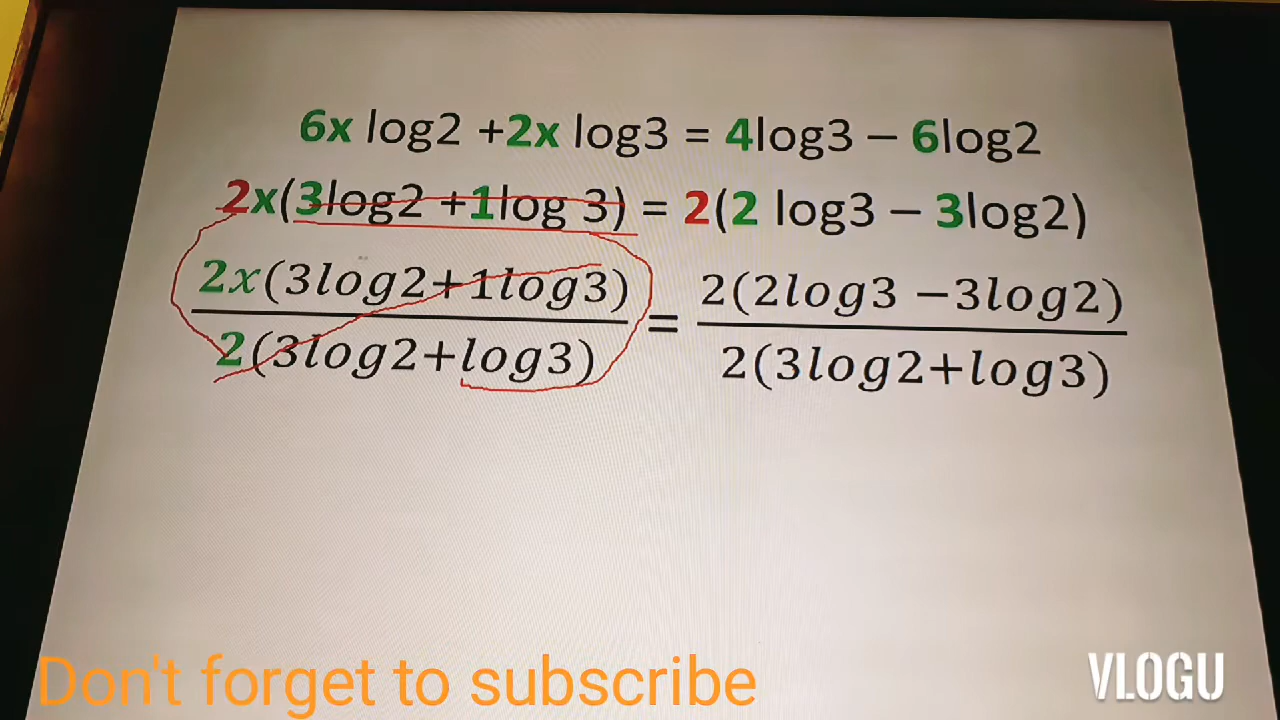 6x log2 +2x log3 = 4log3 – 6log2
2x(3log2 +1log 3) = 2(2 log3 – 3log2)
2x(3log2+1log3)/2(3log2+log3) = 2(2log3 −3log2)/2(3log2+log3)
Don't forget to subscribe
VLOGU